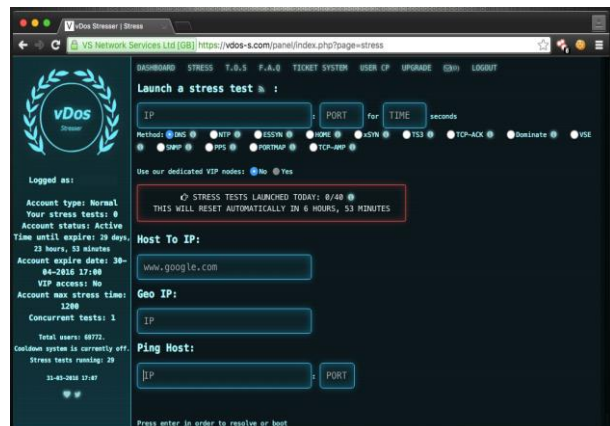 vDos Stresser | Stress
VS Network Services Ltd [GB] https://vdos-s.com/panel/index.php?page=stress
DASHBOARD STRESS T.O.S F.A.Q TICKET SYSTEM USER CP UPGRADE (0) LOGOUT
vDos
Stresser
Logged as:
Account type: Normal
Your stress tests: 0
Account status: Active
Time until expire: 29 days,
23 hours, 53 minutes
Account expire date: 30-
04-2016 17:00
VIP access: No
Account max stress time:
1200
Concurrent tests: 1
Total users: 69772.
Cooldown system is currently off.
Stress tests running: 29
31-03-2016 17:07
Launch a stress test :
IP : PORT for TIME seconds
Method: DNS NTP ESSYN HOME xSYN TS3 TCP-ACK Dominate VSE
SNMP PPS PORTMAP TCP-AMP
Use our dedicated VIP nodes: No Yes
STRESS TESTS LAUNCHED TODAY: 0/40
THIS WILL RESET AUTOMATICALLY IN 6 HOURS, 53 MINUTES
Host To IP:
www.google.com
Geo IP:
IP
Ping Host:
IP : PORT
Press enter in order to resolve or boot